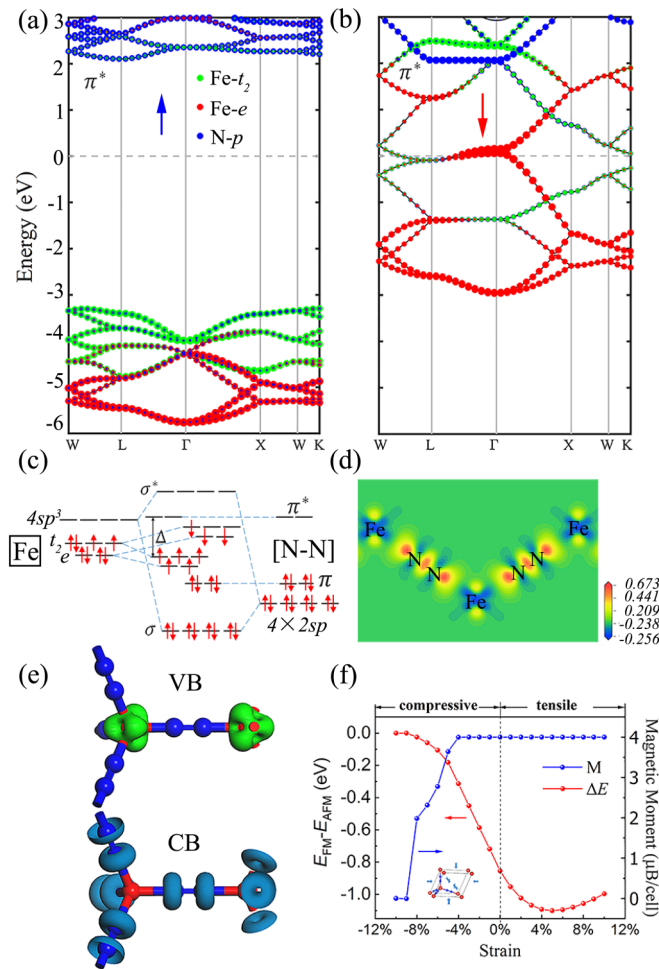 (a)
3
2
1
0
-1
-2
-3
-4
-5
-6
Energy (eV)
π*
Fe-t2
Fe-e
N-p
W L Γ X W K
(b)
π*
W L Γ X W K
(c)
σ*
4sp3
π*
Fe
t2
e
Δ
[N-N]
π
σ
4×2sp
(d)
Fe
Fe
N
N
N
N
Fe
0.673
0.441
0.209
-0.238
-0.256
(e)
VB
CB
(f)
compressive
tensile
0.0
-0.2
-0.4
-0.6
-0.8
-1.0
EFM-EAFM (eV)
M
ΔE
4
3
2
1
0
Magnetic Moment (μB/cell)
-12% -8% -4% 0% 4% 8% 12%
Strain